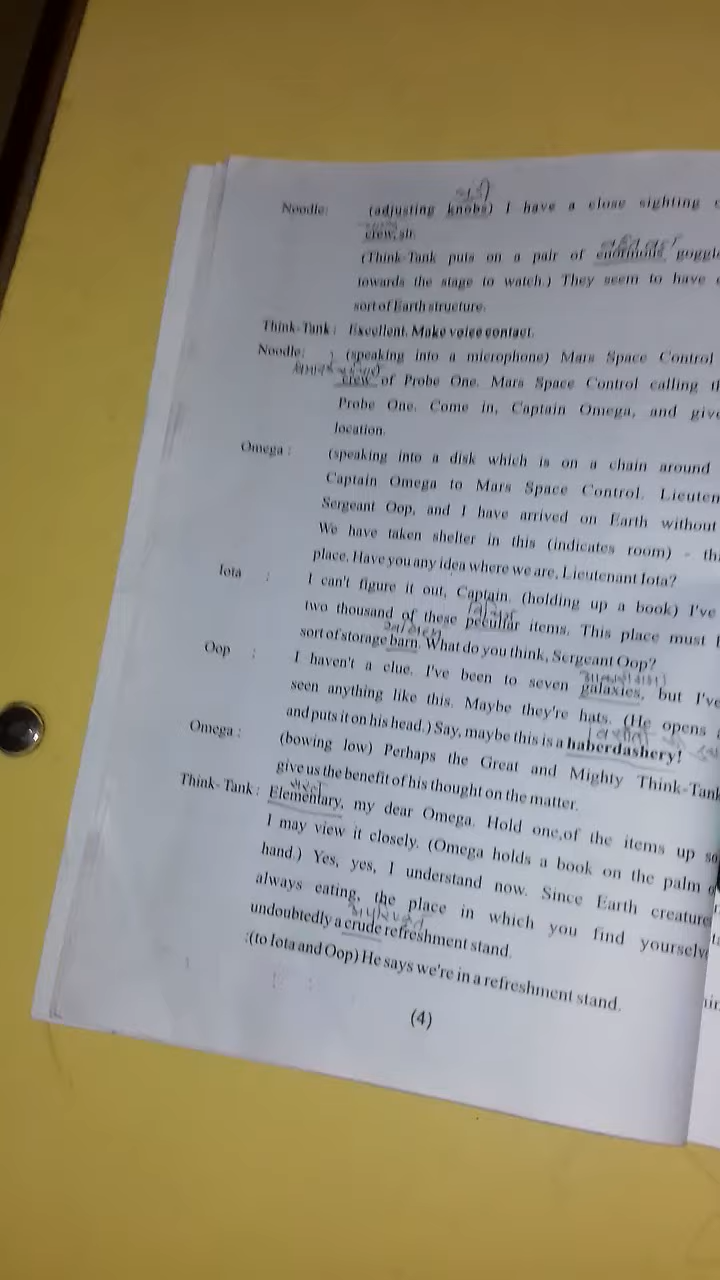 Noodle: (adjusting knobs) I have a close sighting
crew, sir.
(Think-Tank puts on a pair of enormous goggl
towards the stage to watch.) They seem to have
sort of Earth structure.
Think-Tank: Excellent. Make voice contact.
Noodle: (speaking into a microphone) Mars Space Control
crew of Probe One. Mars Space Control calling th
Probe One. Come in, Captain Omega, and give
location.
Omega: (speaking into a disk which is on a chain around
Captain Omega to Mars Space Control. Lieuten
Sergeant Oop, and I have arrived on Earth without
We have taken shelter in this (indicates room) - th
place. Have you any idea where we are, Lieutenant Iota?
Iota : I can't figure it out, Captain. (holding up a book) I've
two thousand of these peculiar items. This place must
sort of storage barn. What do you think, Sergeant Oop?
Oop : I haven't a clue. I've been to seven galaxies, but I've
seen anything like this. Maybe they're hats. (He opens a
and puts it on his head.) Say, maybe this is a haberdashery!
Omega: (bowing low) Perhaps the Great and Mighty Think-Tank
give us the benefit of his thought on the matter.
Think-Tank: Elementary, my dear Omega. Hold one,of the items up so
I may view it closely. (Omega holds a book on the palm o
hand.) Yes, yes, I understand now. Since Earth creature
always eating, the place in which you find yourselv
undoubtedly a crude refreshment stand.
:(to Iota and Oop) He says we're in a refreshment stand.
(4)